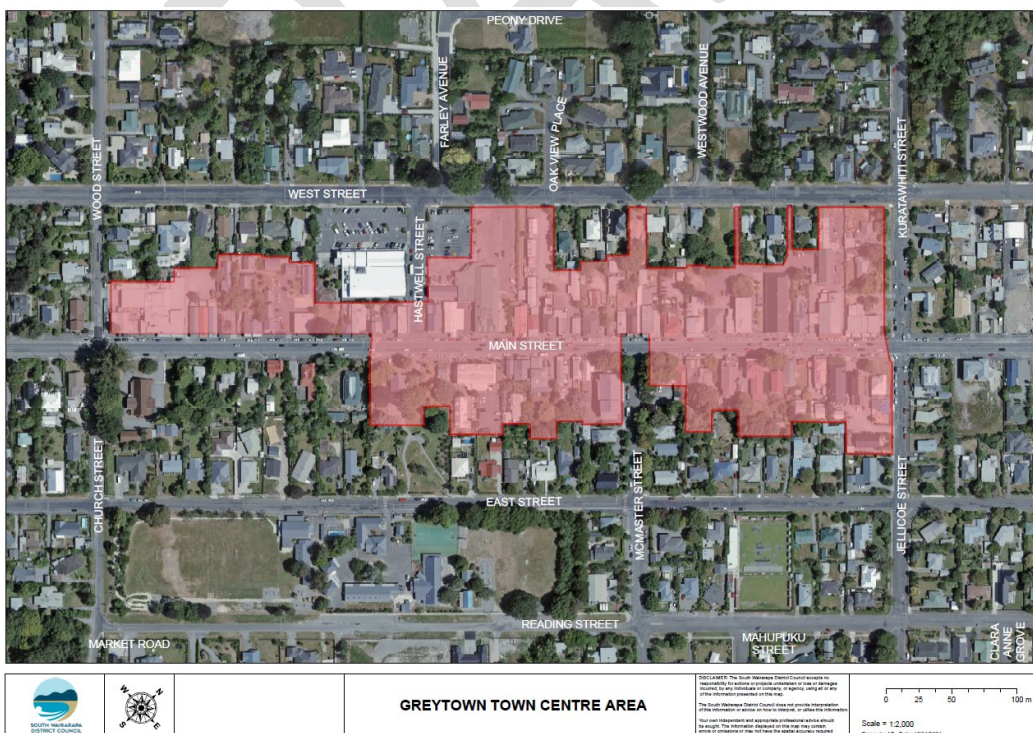 PEONY DRIVE
FARLEY AVENUE
OAK VIEW PLACE
WESTWOOD AVENUE
KURATAWHITI STREET
WOOD STREET
WEST STREET
HASTWELL STREET
MAIN STREET
CHURCH STREET
EAST STREET
MCMASTER STREET
JELLICOE STREET
READING STREET
MARKET ROAD
MAHUPUKU
STREET
CLARA
ANNE
GROVE
SOUTH WAIRARAPA
DISTRICT COUNCIL
N
E
S
W
GREYTOWN TOWN CENTRE AREA
DISCLAIMER: The South Wairarapa District Council accepts no
responsibility for actions or projects undertaken or loss or damages
incurred, by any individuals or company, or agency, using all or any
of the information presented on this map.
The South Wairarapa District Council does not provide interpretation
of this information or advice on how to interpret, or utilise this information.
Your own independent and appropriate professional advice should
be sought. The information displayed on this map may contain
errors or omissions or may not have the spatial accuracy required
0 25 50 100 m
Scale = 1:2,000